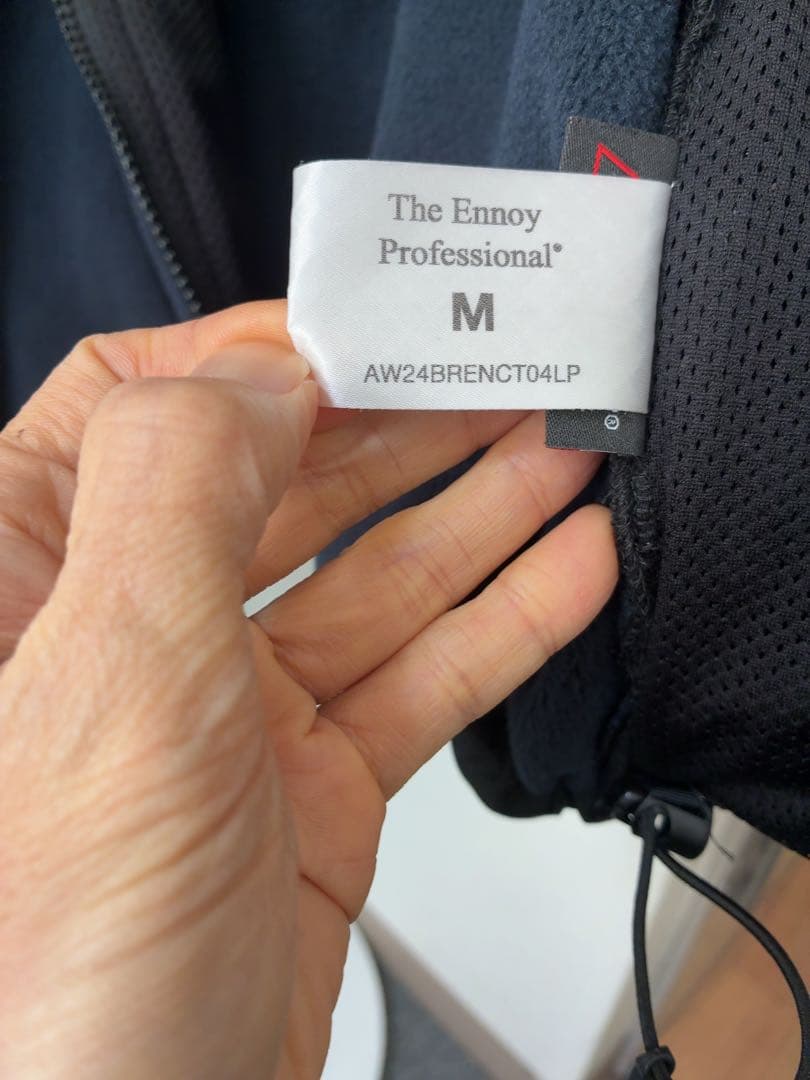 The Ennoy
Professional®
M
AW24BRENCT04LP